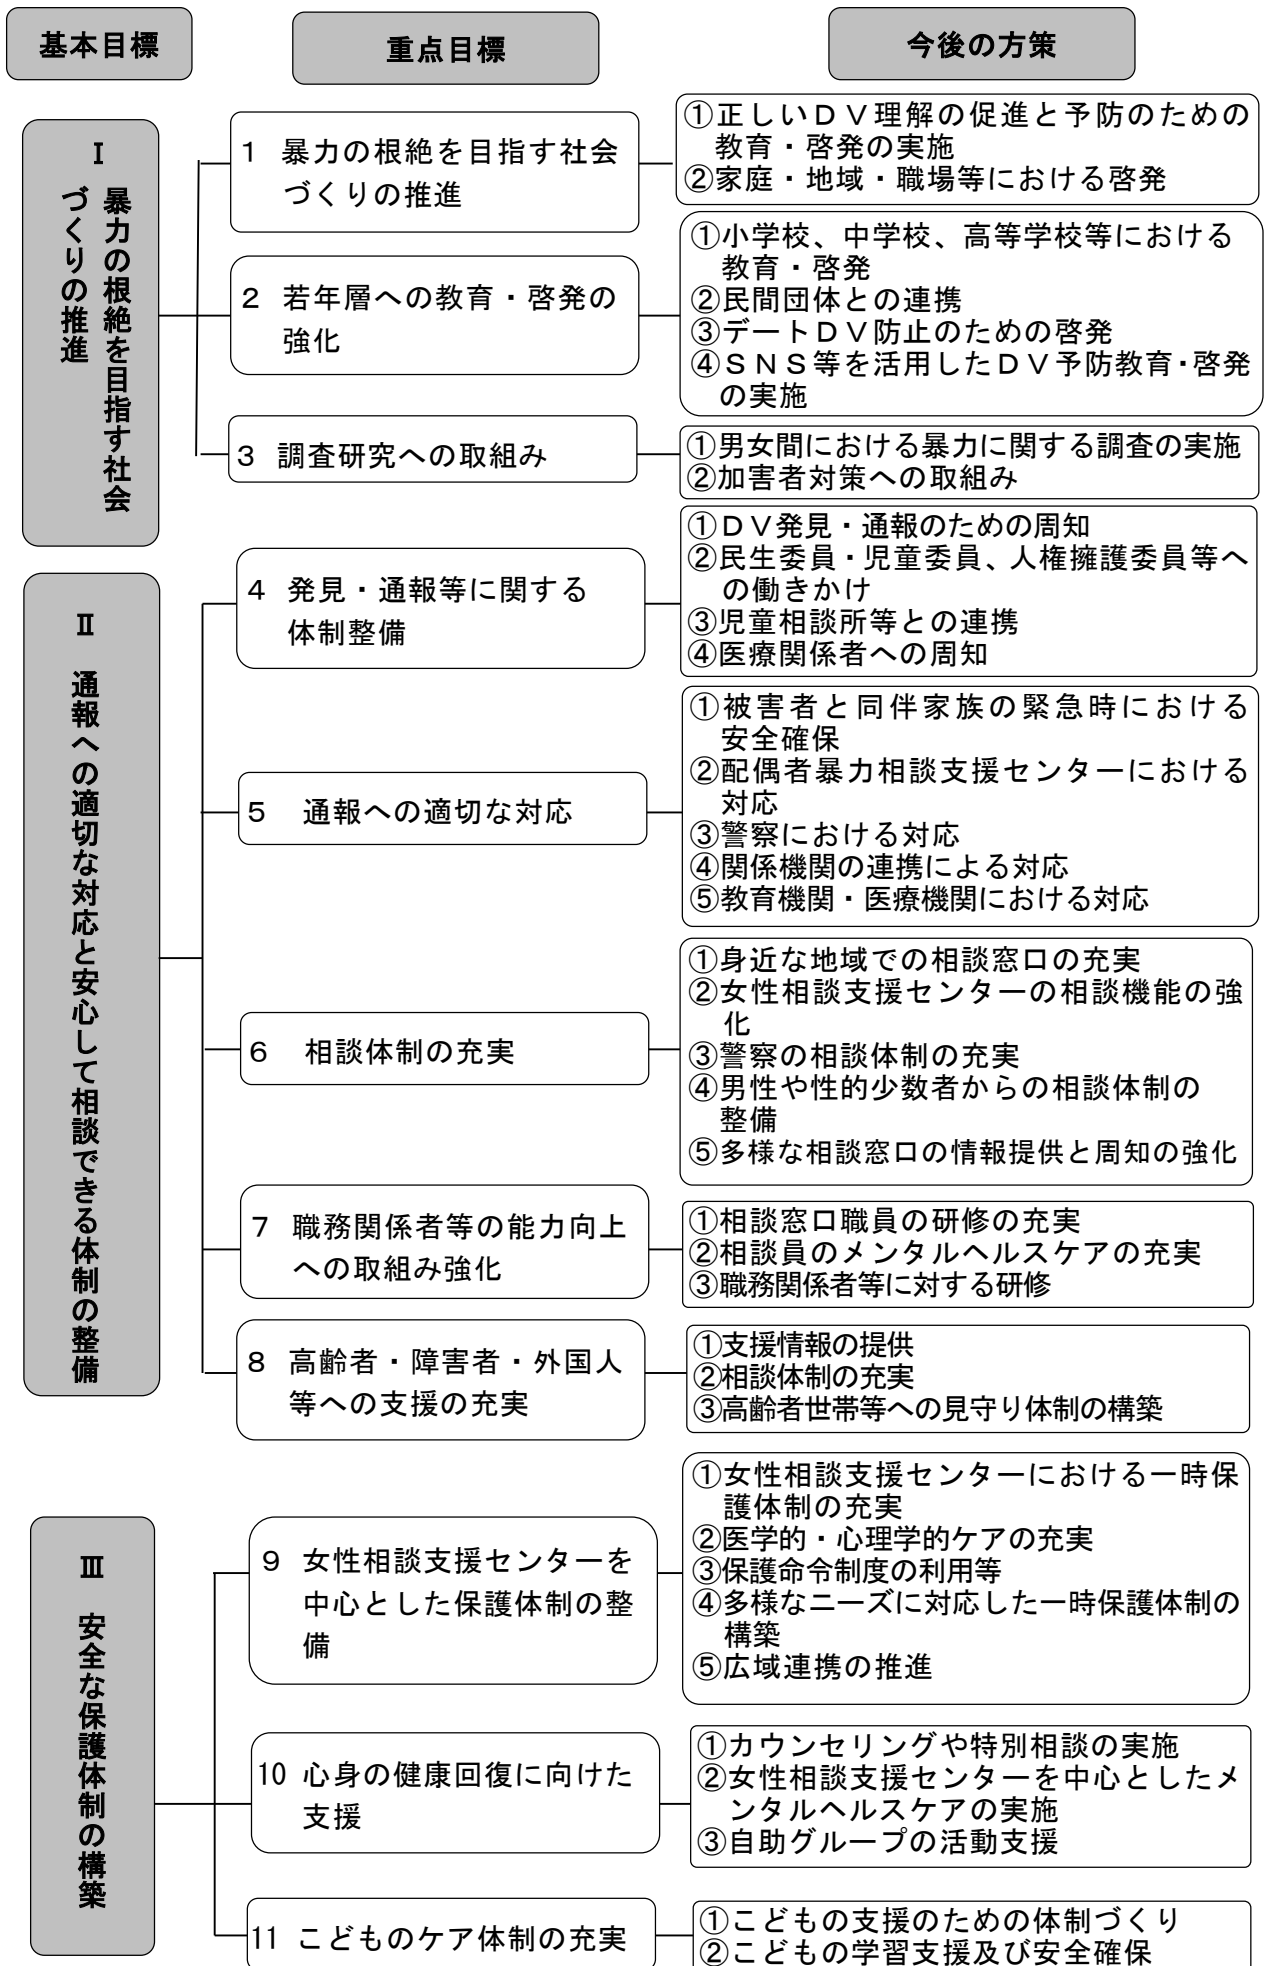 基本目標
重点目標
今後の方策
Ⅰ
暴力の根絶を目指す社会
づくりの推進
1 暴力の根絶を目指す社会
づくりの推進
①正しいＤＶ理解の促進と予防のための
教育・啓発の実施
②家庭・地域・職場等における啓発
2 若年層への教育・啓発の
強化
①小学校、中学校、高等学校等における
教育・啓発
②民間団体との連携
③デートＤＶ防止のための啓発
④ＳＮＳ等を活用したＤＶ予防教育・啓発
の実施
3 調査研究への取組み
①男女間における暴力に関する調査の実施
②加害者対策への取組み
Ⅱ 通報への適切な対応と安心して相談できる体制の整備
4 発見・通報等に関する
体制整備
①ＤＶ発見・通報のための周知
②民生委員・児童委員、人権擁護委員等へ
の働きかけ
③児童相談所等との連携
④医療関係者への周知
5 通報への適切な対応
①被害者と同伴家族の緊急時における
安全確保
②配偶者暴力相談支援センターにおける
対応
③警察における対応
④関係機関の連携による対応
⑤教育機関・医療機関における対応
6 相談体制の充実
①身近な地域での相談窓口の充実
②女性相談支援センターの相談機能の強
化
③警察の相談体制の充実
④男性や性的少数者からの相談体制の
整備
⑤多様な相談窓口の情報提供と周知の強化
7 職務関係者等の能力向上
への取組み強化
①相談窓口職員の研修の充実
②相談員のメンタルヘルスケアの充実
③職務関係者等に対する研修
8 高齢者・障害者・外国人
等への支援の充実
①支援情報の提供
②相談体制の充実
③高齢者世帯等への見守り体制の構築
Ⅲ 安全な保護体制の構築
9 女性相談支援センターを
中心とした保護体制の整
備
①女性相談支援センターにおける一時保
護体制の充実
②医学的・心理学的ケアの充実
③保護命令制度の利用等
④多様なニーズに対応した一時保護体制の
構築
⑤広域連携の推進
10 心身の健康回復に向けた
支援
①カウンセリングや特別相談の実施
②女性相談支援センターを中心としたメ
ンタルヘルスケアの実施
③自助グループの活動支援
11 こどものケア体制の充実
①こどもの支援のための体制づくり
②こどもの学習支援及び安全確保